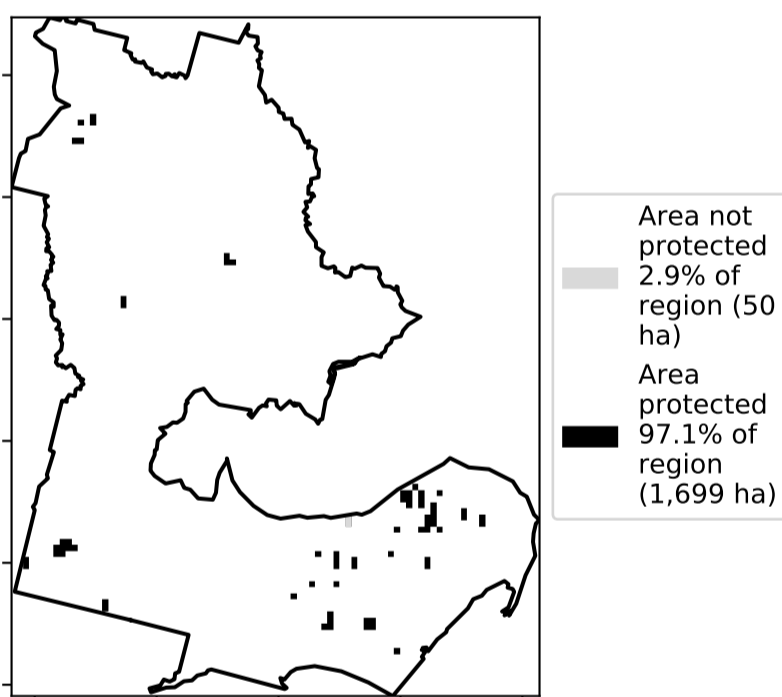 Area not
protected
2.9% of
region (50
ha)
Area
protected
97.1% of
region
(1,699 ha)